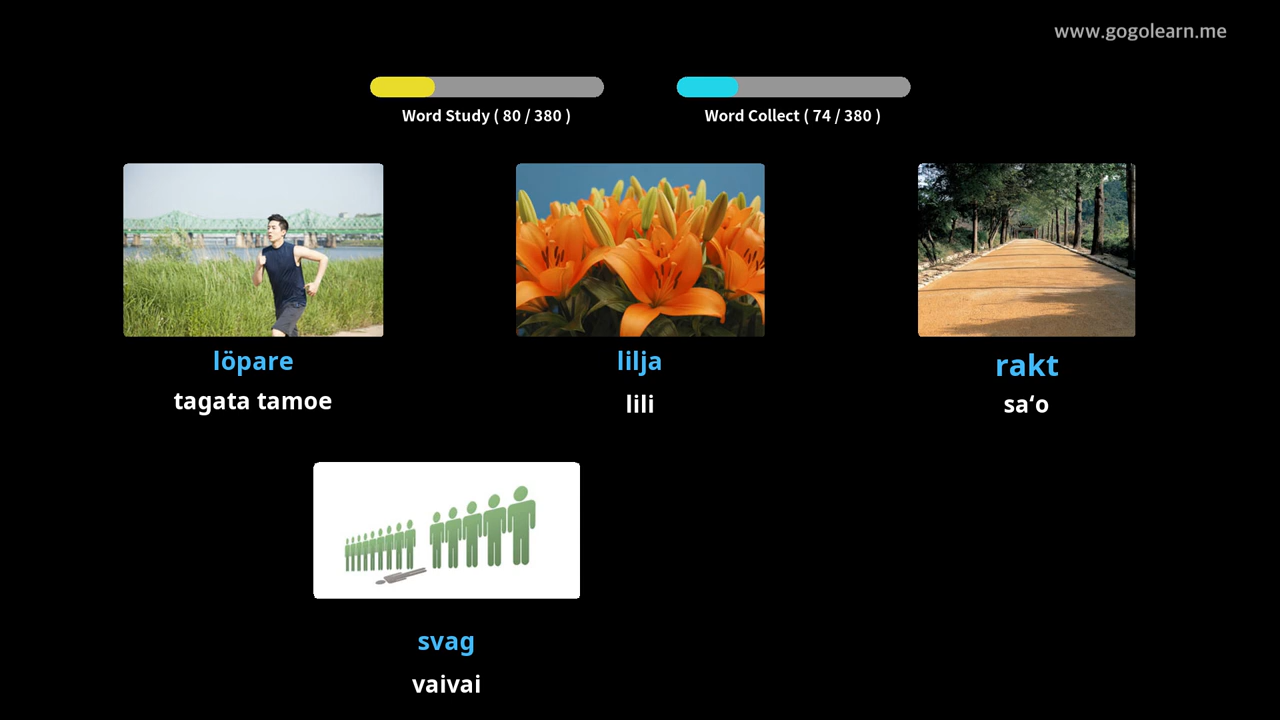 www.gogolearn.me
Word Study ( 80 / 380 )
Word Collect ( 74 / 380 )
löpare
lilja
rakt
tagata tamoe
lili
saʻo
svag
vaivai